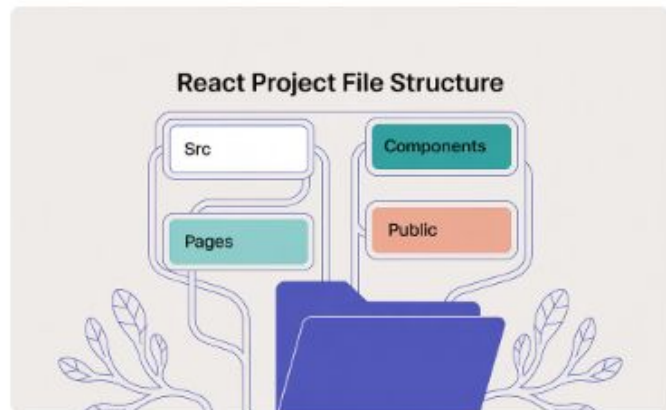 React Project File Structure
Src
Components
Pages
Public